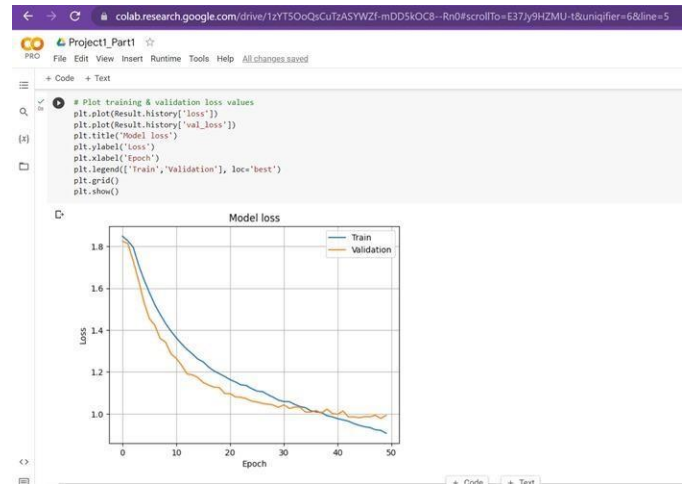 colab.research.google.com/drive/1zYT5OoQsCuTzASYWZf-mDD5kOC8--Rn0#scrollTo=E37Jy9HZMU-t&uniqifier=6&line=5
CO
PRO
Project1_Part1
File Edit View Insert Runtime Tools Help All changes saved
+ Code + Text
0s
# Plot training & validation loss values
plt.plot(Result.history['loss'])
plt.plot(Result.history['val_loss'])
plt.title('Model loss')
plt.ylabel('Loss')
plt.xlabel('Epoch')
plt.legend(['Train','Validation'], loc='best')
plt.grid()
plt.show()
{x}
Model loss
Train
Validation
1.8
1.6
1.4
1.2
1.0
Loss
0 10 20 30 40 50
Epoch
<>
+ Code + Text